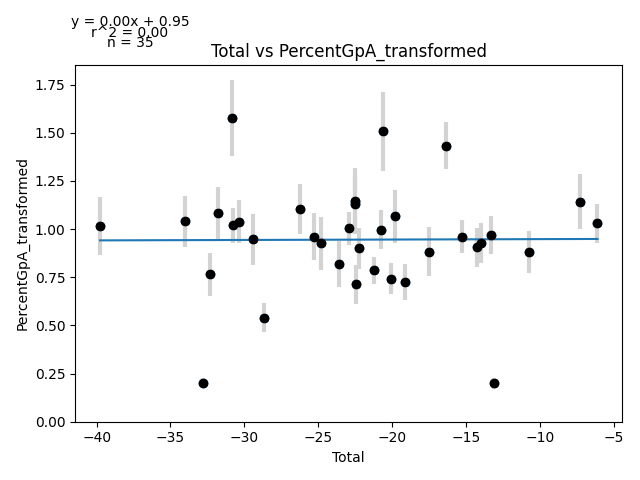 y = 0.00x + 0.95
r^2 = 0.00
n = 35
Total vs PercentGpA_transformed
1.75
1.50
1.25
1.00
0.75
0.50
0.25
0.00
PercentGpA_transformed
−40
−35
−30
−25
−20
−15
−10
−5
Total